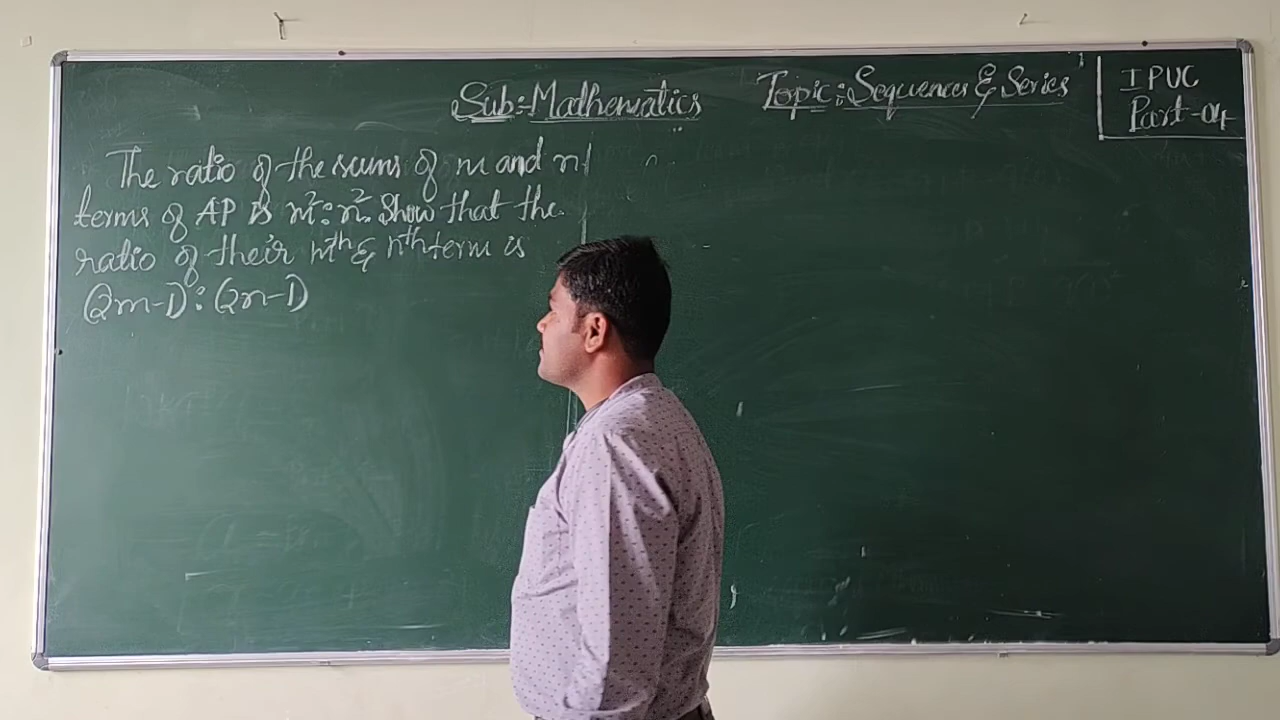 Sub:- Mathematics
Topic:- Sequences & Series
I PUC
Part-04
The ratio of the sums of m and n
terms of AP is m²:n². Show that the
ratio of their mth & nth term is
(2m-1):(2n-1)